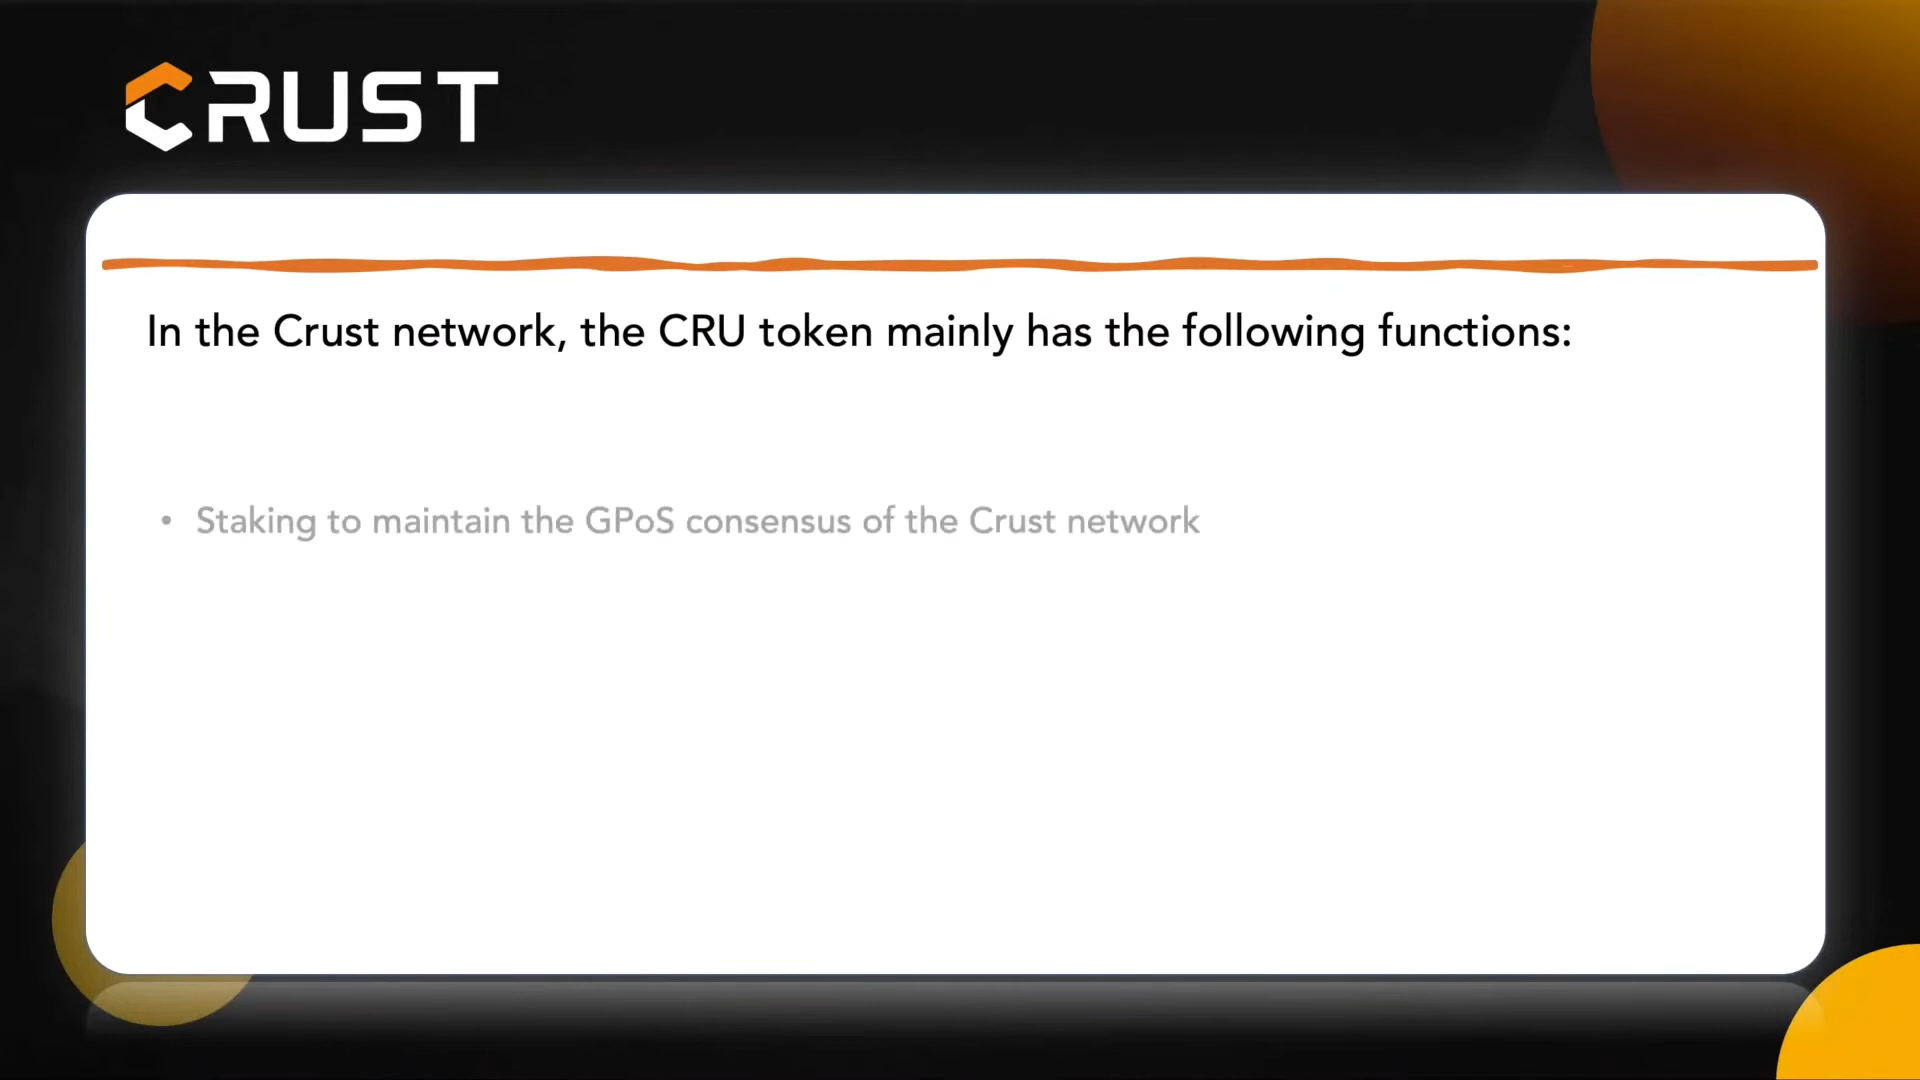 CRUST
In the Crust network, the CRU token mainly has the following functions:
• Staking to maintain the GPoS consensus of the Crust network